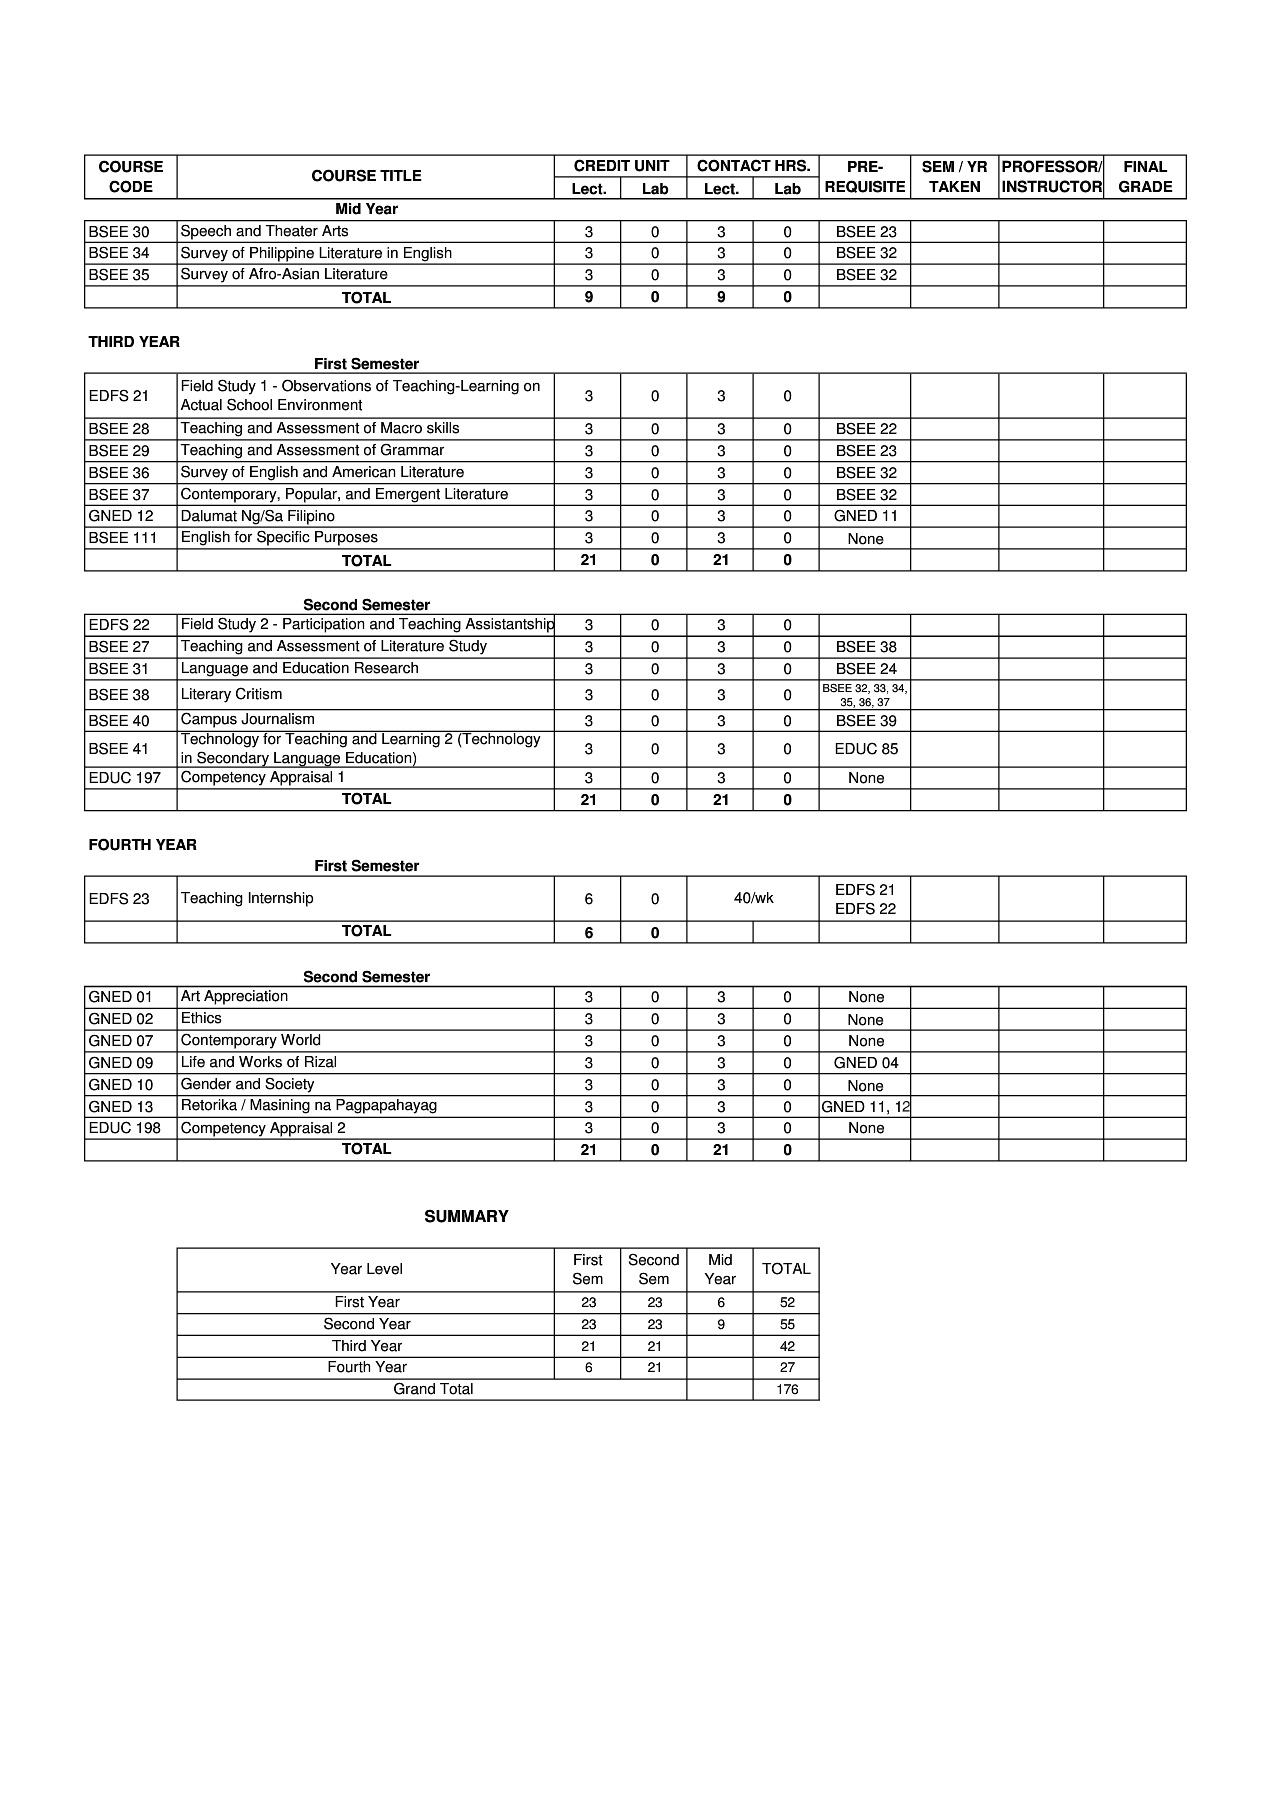 COURSE CODE COURSE TITLE CREDIT UNIT CONTACT HRS. PRE-REQUISITE SEM / YR TAKEN PROFESSOR/ INSTRUCTOR FINAL GRADE
Lect. Lab Lect. Lab
Mid Year
BSEE 30 Speech and Theater Arts 3 0 3 0 BSEE 23
BSEE 34 Survey of Philippine Literature in English 3 0 3 0 BSEE 32
BSEE 35 Survey of Afro-Asian Literature 3 0 3 0 BSEE 32
TOTAL 9 0 9 0
THIRD YEAR
First Semester
EDFS 21 Field Study 1 - Observations of Teaching-Learning on Actual School Environment 3 0 3 0
BSEE 28 Teaching and Assessment of Macro skills 3 0 3 0 BSEE 22
BSEE 29 Teaching and Assessment of Grammar 3 0 3 0 BSEE 23
BSEE 36 Survey of English and American Literature 3 0 3 0 BSEE 32
BSEE 37 Contemporary, Popular, and Emergent Literature 3 0 3 0 BSEE 32
GNED 12 Dalumat Ng/Sa Filipino 3 0 3 0 GNED 11
BSEE 111 English for Specific Purposes 3 0 3 0 None
TOTAL 21 0 21 0
Second Semester
EDFS 22 Field Study 2 - Participation and Teaching Assistantship 3 0 3 0
BSEE 27 Teaching and Assessment of Literature Study 3 0 3 0 BSEE 38
BSEE 31 Language and Education Research 3 0 3 0 BSEE 24
BSEE 38 Literary Critism 3 0 3 0 BSEE 32, 33, 34, 35, 36, 37
BSEE 40 Campus Journalism 3 0 3 0 BSEE 39
BSEE 41 Technology for Teaching and Learning 2 (Technology in Secondary Language Education) 3 0 3 0 EDUC 85
EDUC 197 Competency Appraisal 1 3 0 3 0 None
TOTAL 21 0 21 0
FOURTH YEAR
First Semester
EDFS 23 Teaching Internship 6 0 40/wk EDFS 21 EDFS 22
TOTAL 6 0
Second Semester
GNED 01 Art Appreciation 3 0 3 0 None
GNED 02 Ethics 3 0 3 0 None
GNED 07 Contemporary World 3 0 3 0 None
GNED 09 Life and Works of Rizal 3 0 3 0 GNED 04
GNED 10 Gender and Society 3 0 3 0 None
GNED 13 Retorika / Masining na Pagpapahayag 3 0 3 0 GNED 11, 12
EDUC 198 Competency Appraisal 2 3 0 3 0 None
TOTAL 21 0 21 0
SUMMARY
Year Level First Sem Second Sem Mid Year TOTAL
First Year 23 23 6 52
Second Year 23 23 9 55
Third Year 21 21 42
Fourth Year 6 21 27
Grand Total 176